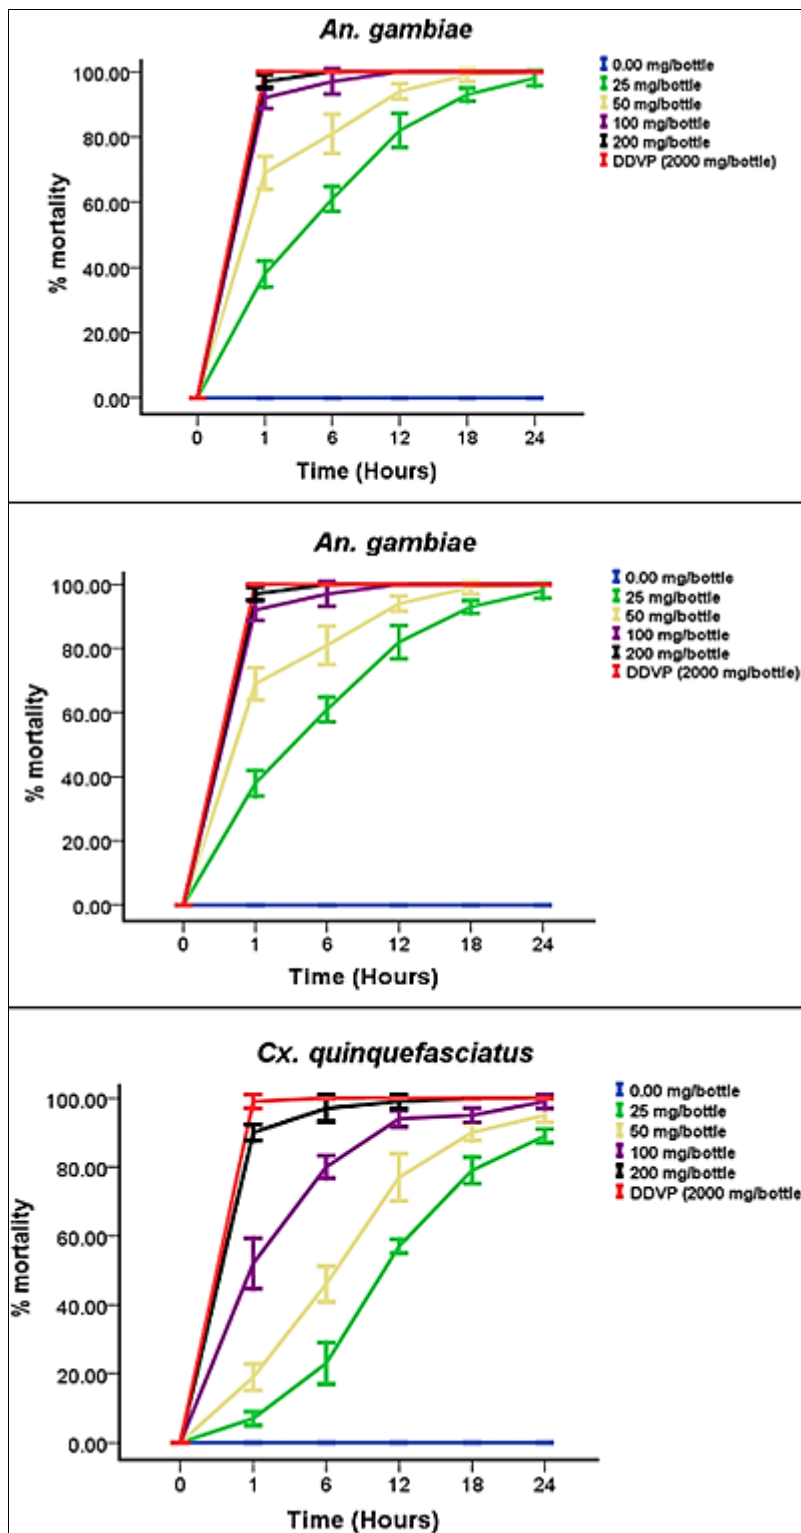 An. gambiae
100.00
80.00
60.00
40.00
20.00
0.00
% mortality
0 1 6 12 18 24
Time (Hours)
0.00 mg/bottle
25 mg/bottle
50 mg/bottle
100 mg/bottle
200 mg/bottle
DDVP (2000 mg/bottle)
An. gambiae
100.00
80.00
60.00
40.00
20.00
0.00
% mortality
0 1 6 12 18 24
Time (Hours)
0.00 mg/bottle
25 mg/bottle
50 mg/bottle
100 mg/bottle
200 mg/bottle
DDVP (2000 mg/bottle)
Cx. quinquefasciatus
100.00
80.00
60.00
40.00
20.00
0.00
% mortality
0 1 6 12 18 24
Time (Hours)
0.00 mg/bottle
25 mg/bottle
50 mg/bottle
100 mg/bottle
200 mg/bottle
DDVP (2000 mg/bottle